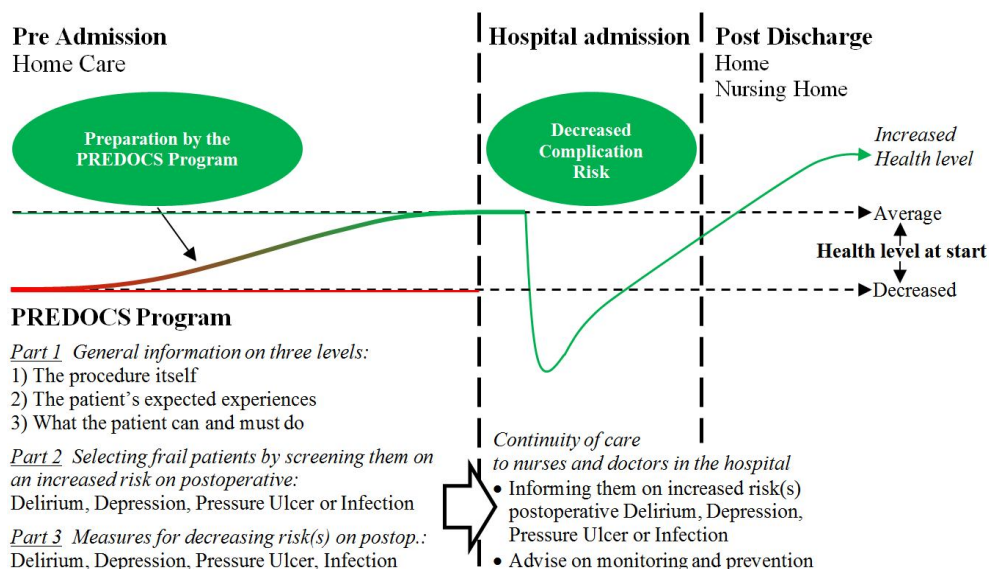 Pre Admission
Home Care
Hospital admission
Post Discharge
Home
Nursing Home
Preparation by the
PREDOCS Program
Decreased
Complication
Risk
Increased
Health level
Average
Health level at start
Decreased
PREDOCS Program
Part 1 General information on three levels:
1) The procedure itself
2) The patient's expected experiences
3) What the patient can and must do
Part 2 Selecting frail patients by screening them on
an increased risk on postoperative:
Delirium, Depression, Pressure Ulcer or Infection
Part 3 Measures for decreasing risk(s) on postop.:
Delirium, Depression, Pressure Ulcer, Infection
Continuity of care
to nurses and doctors in the hospital
• Informing them on increased risk(s)
postoperative Delirium, Depression,
Pressure Ulcer or Infection
• Advise on monitoring and prevention